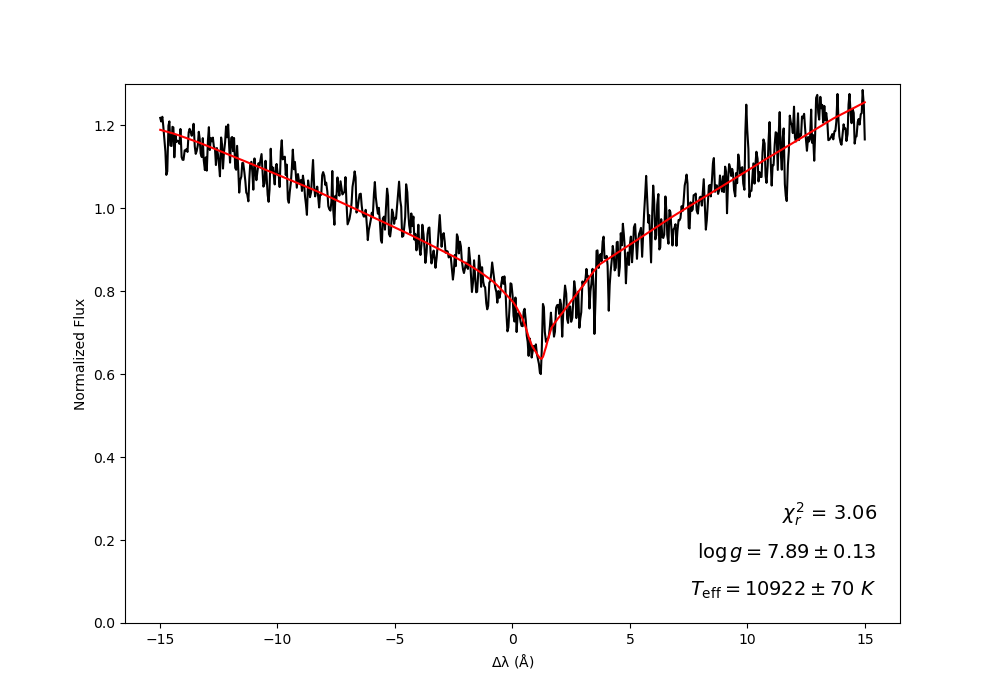 1.2
1.0
0.8
0.6
0.4
0.2
0.0
Normalized Flux
χ²ᵣ = 3.06
log g = 7.89 ± 0.13
T_eff = 10922 ± 70 K
−15 −10 −5 0 5 10 15
Δλ (Å)